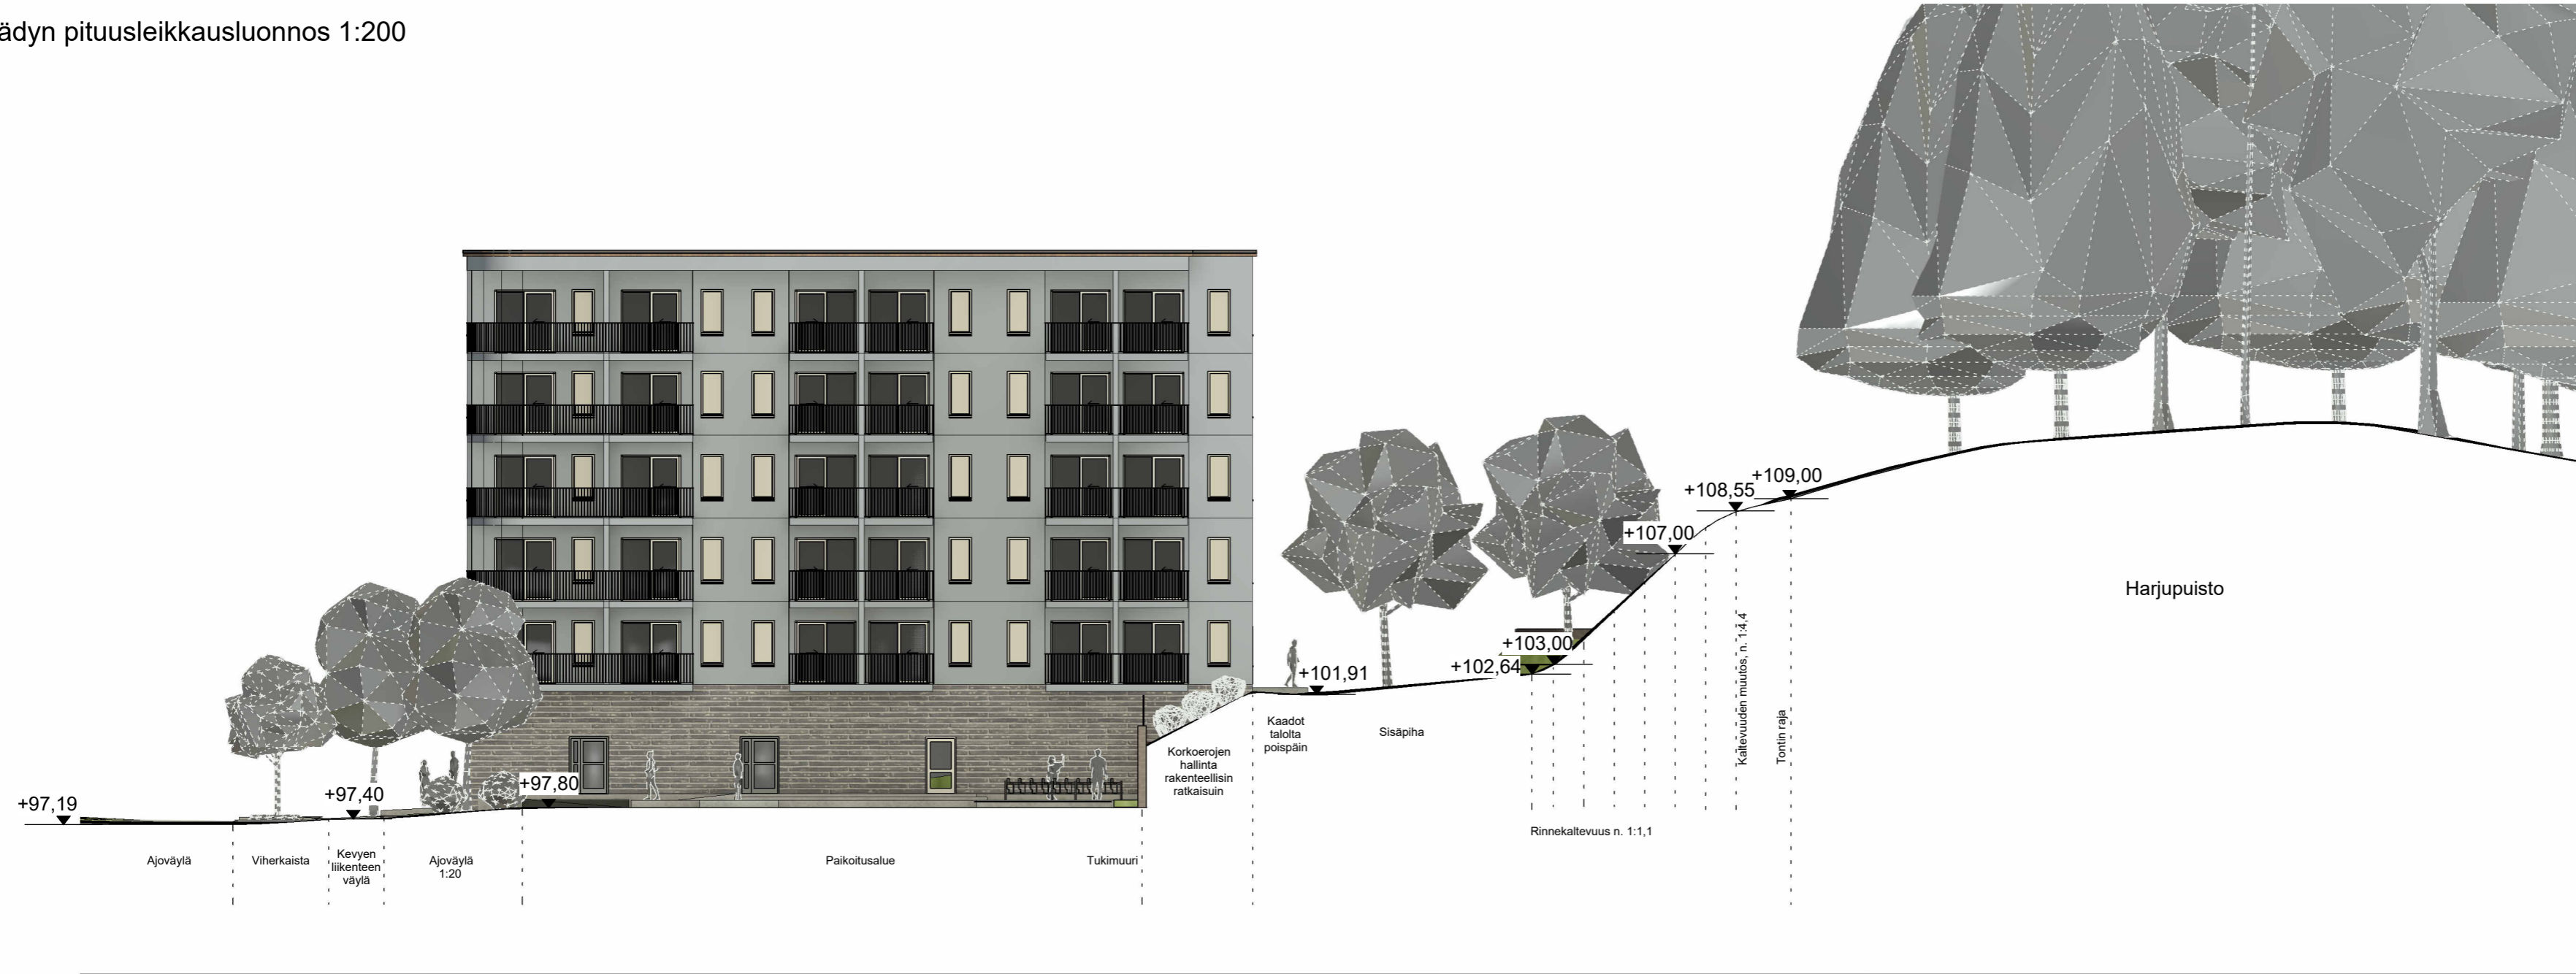 ädyn pituusleikkausluonnos 1:200
+109,00
+108,55
+107,00
Harjupuisto
+103,00
+102,64
+101,91
Kaltevuuden muutos, n. 1:4,4
Tontin raja
Kaadot
talolta
poispäin
Sisäpiha
Korkoerojen
hallinta
rakenteellisin
ratkaisuin
+97,80
+97,40
+97,19
Rinnekaltevuus n. 1:1,1
Ajoväylä
Viherkaista
Kevyen
liikenteen
väylä
Ajoväylä
1:20
Paikoitusalue
Tukimuuri